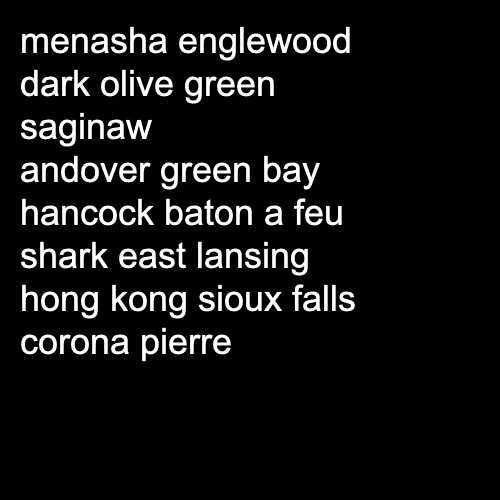 menasha englewood
dark olive green
saginaw
andover green bay
hancock baton a feu
shark east lansing
hong kong sioux falls
corona pierre